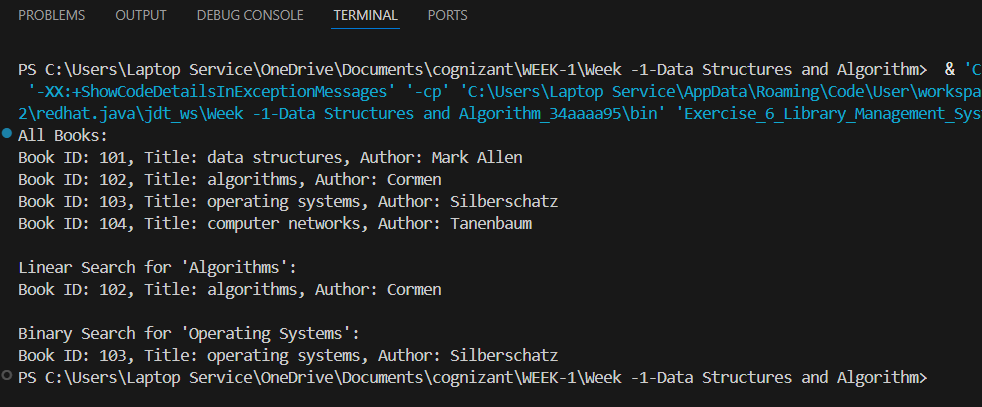 PROBLEMS OUTPUT DEBUG CONSOLE TERMINAL PORTS
PS C:\Users\Laptop Service\OneDrive\Documents\cognizant\WEEK-1\Week -1-Data Structures and Algorithm>  & 'C
'-XX:+ShowCodeDetailsInExceptionMessages' '-cp' 'C:\Users\Laptop Service\AppData\Roaming\Code\User\workspa
2\redhat.java\jdt_ws\Week -1-Data Structures and Algorithm_34aaaa95\bin' 'Exercise_6_Library_Management_Sys
All Books:
Book ID: 101, Title: data structures, Author: Mark Allen
Book ID: 102, Title: algorithms, Author: Cormen
Book ID: 103, Title: operating systems, Author: Silberschatz
Book ID: 104, Title: computer networks, Author: Tanenbaum
Linear Search for 'Algorithms':
Book ID: 102, Title: algorithms, Author: Cormen
Binary Search for 'Operating Systems':
Book ID: 103, Title: operating systems, Author: Silberschatz
PS C:\Users\Laptop Service\OneDrive\Documents\cognizant\WEEK-1\Week -1-Data Structures and Algorithm>